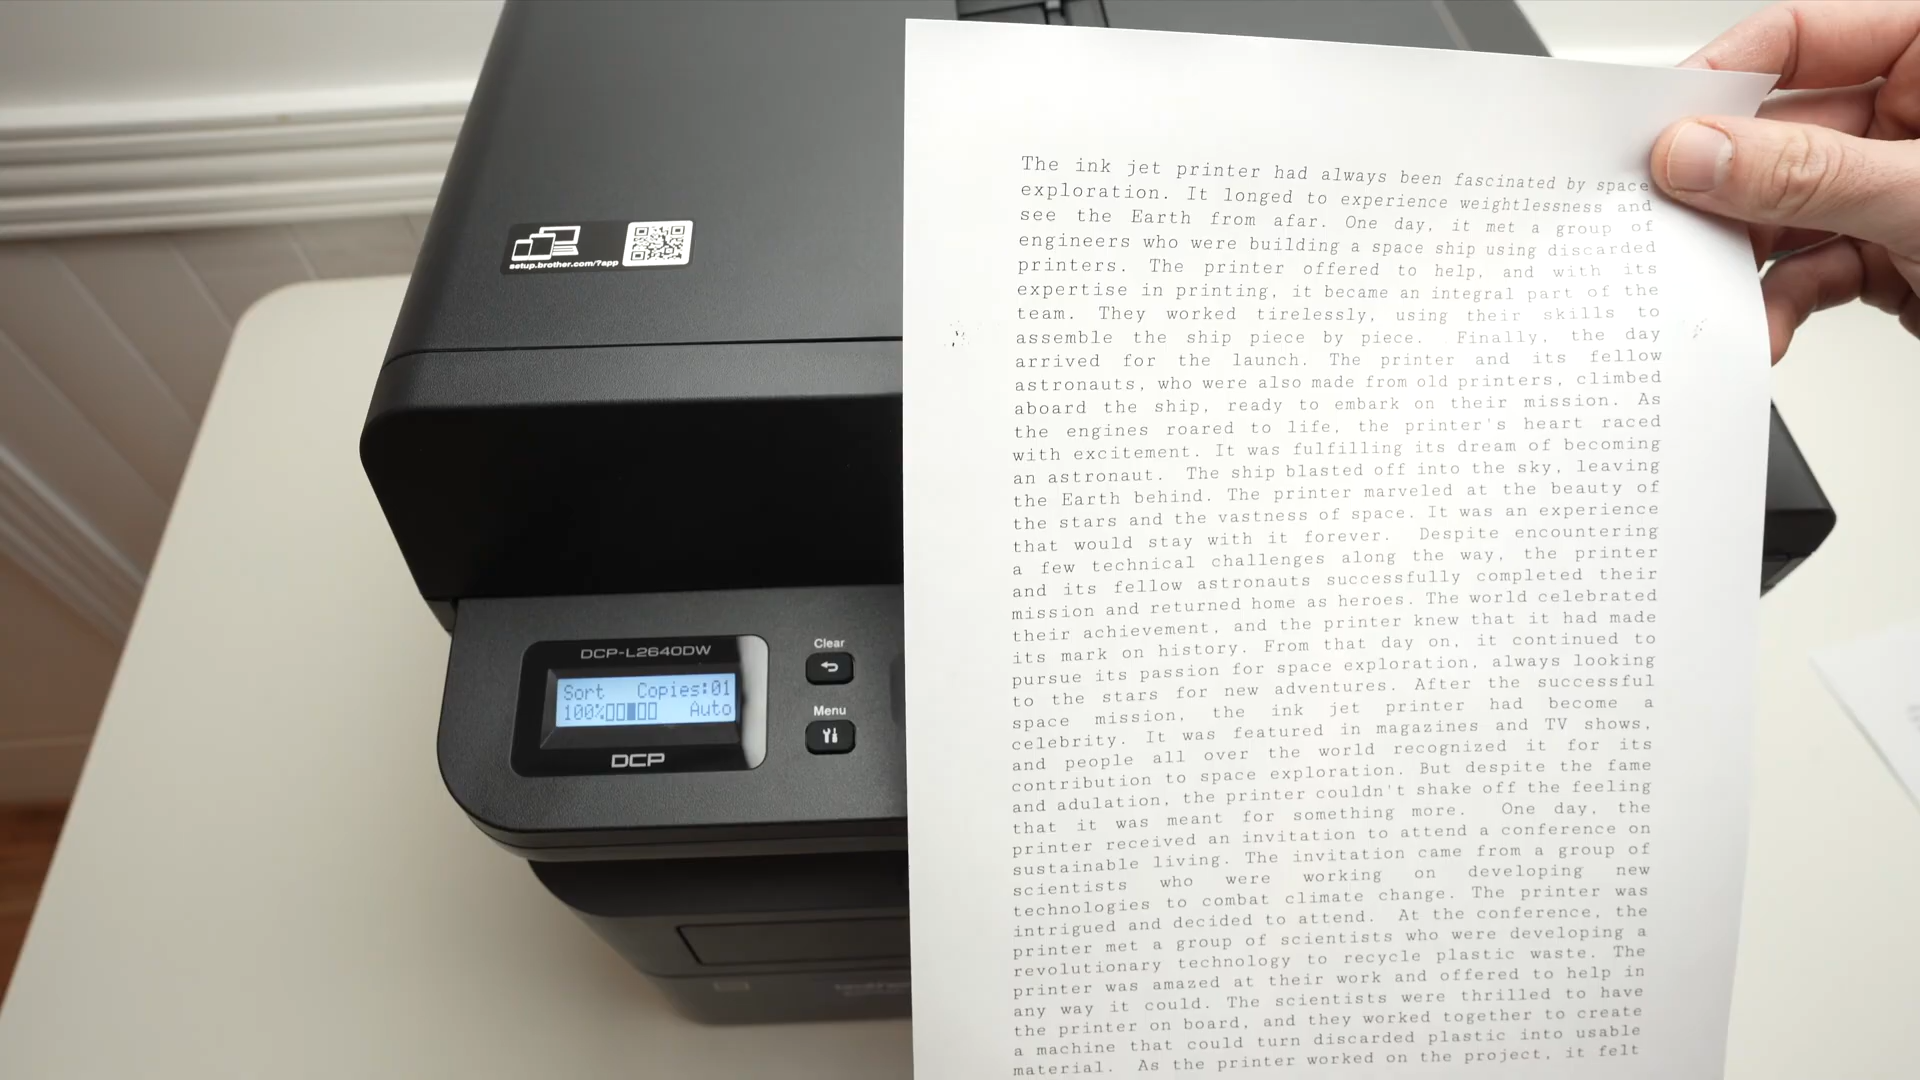 setup.brother.com/?app
DCP-L2640DW
Sort Copies:01
100% Auto
DCP
Clear
Menu
The ink jet printer had always been fascinated by space
exploration. It longed to experience weightlessness and
see the Earth from afar. One day, it met a group of
engineers who were building a space ship using discarded
printers. The printer offered to help, and with its
expertise in printing, it became an integral part of the
team. They worked tirelessly, using their skills to
assemble the ship piece by piece. Finally, the day
arrived for the launch. The printer and its fellow
astronauts, who were also made from old printers, climbed
aboard the ship, ready to embark on their mission. As
the engines roared to life, the printer's heart raced
with excitement. It was fulfilling its dream of becoming
an astronaut. The ship blasted off into the sky, leaving
the Earth behind. The printer marveled at the beauty of
the stars and the vastness of space. It was an experience
that would stay with it forever. Despite encountering
a few technical challenges along the way, the printer
and its fellow astronauts successfully completed their
mission and returned home as heroes. The world celebrated
their achievement, and the printer knew that it had made
its mark on history. From that day on, it continued to
pursue its passion for space exploration, always looking
to the stars for new adventures. After the successful
space mission, the ink jet printer had become a
celebrity. It was featured in magazines and TV shows,
and people all over the world recognized it for its
contribution to space exploration. But despite the fame
and adulation, the printer couldn't shake off the feeling
that it was meant for something more. One day, the
printer received an invitation to attend a conference on
sustainable living. The invitation came from a group of
scientists who were working on developing new
technologies to combat climate change. The printer was
intrigued and decided to attend. At the conference, the
printer met a group of scientists who were developing a
revolutionary technology to recycle plastic waste. The
printer was amazed at their work and offered to help in
any way it could. The scientists were thrilled to have
the printer on board, and they worked together to create
a machine that could turn discarded plastic into usable
material. As the printer worked on the project, it felt